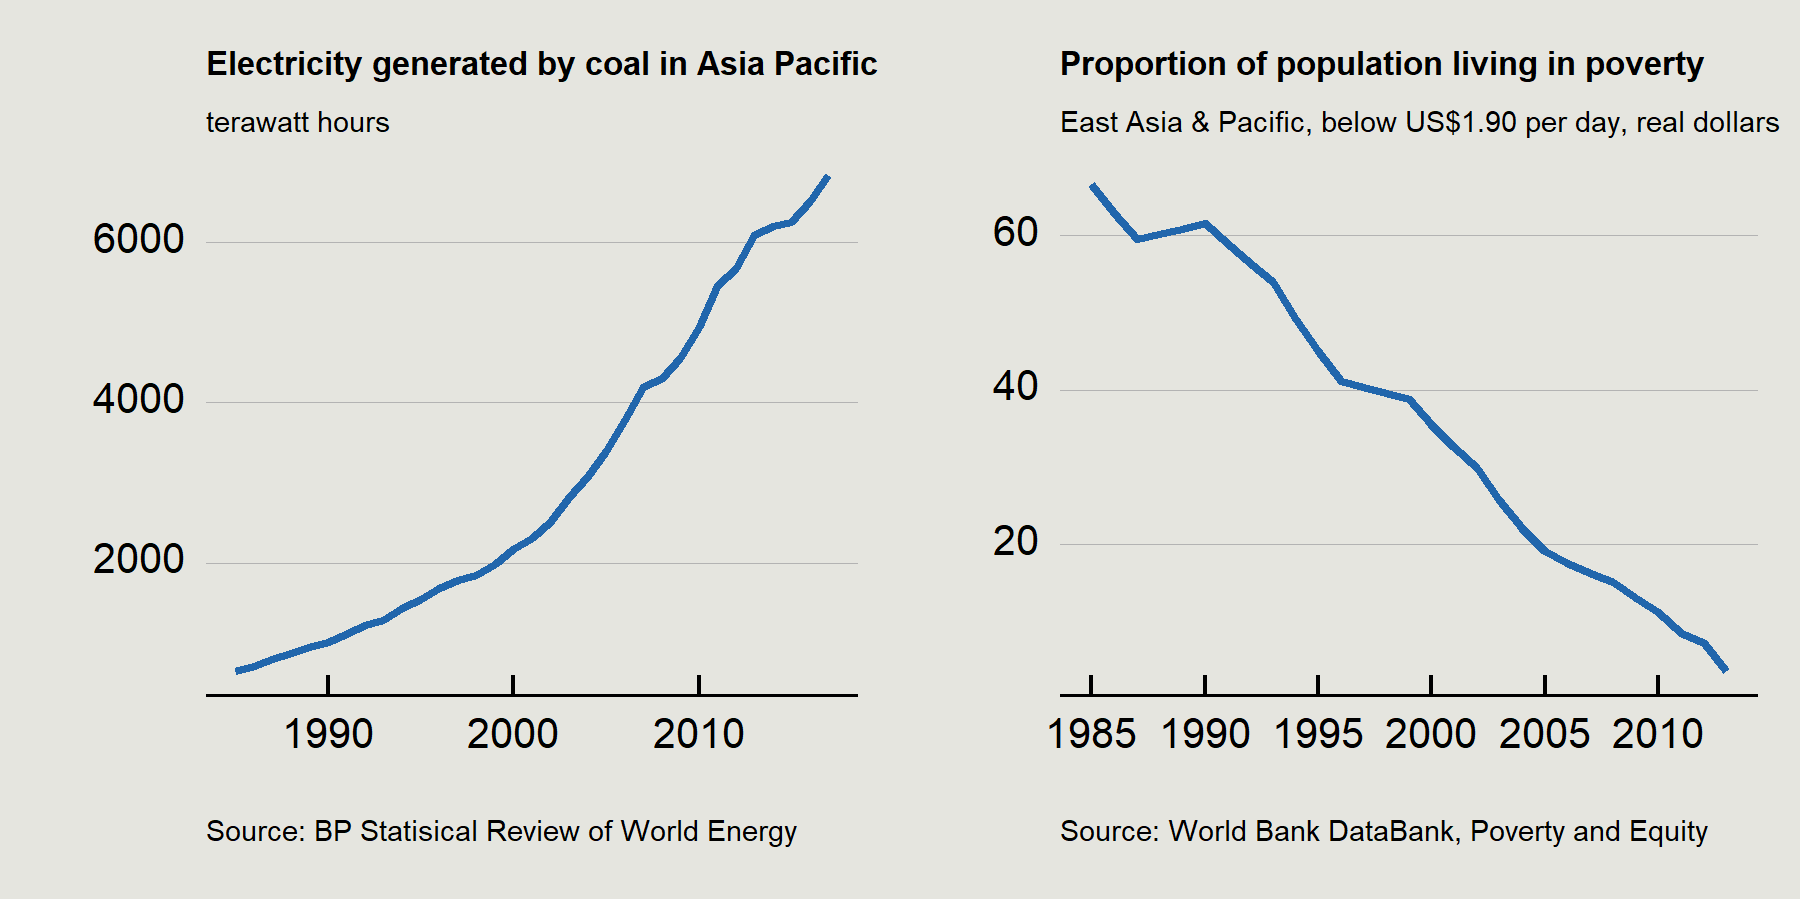 Electricity generated by coal in Asia Pacific
terawatt hours
6000
4000
2000
1990 2000 2010
Source: BP Statisical Review of World Energy
Proportion of population living in poverty
East Asia & Pacific, below US$1.90 per day, real dollars
60
40
20
1985 1990 1995 2000 2005 2010
Source: World Bank DataBank, Poverty and Equity